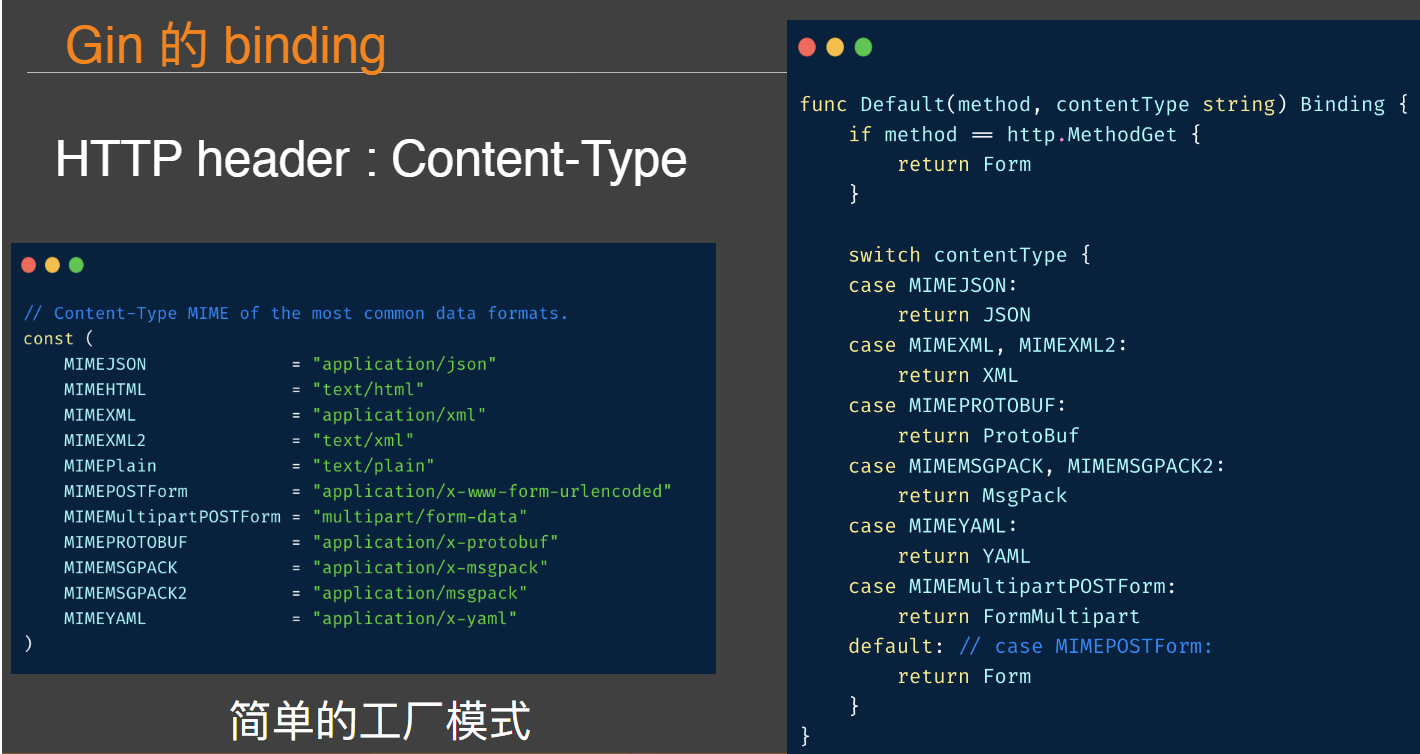 Gin 的 binding
HTTP header : Content-Type
// Content-Type MIME of the most common data formats.
const (
    MIMEJSON              = "application/json"
    MIMEHTML              = "text/html"
    MIMEXML               = "application/xml"
    MIMEXML2              = "text/xml"
    MIMEPlain             = "text/plain"
    MIMEPOSTForm          = "application/x-www-form-urlencoded"
    MIMEMultipartPOSTForm = "multipart/form-data"
    MIMEPROTOBUF          = "application/x-protobuf"
    MIMEMSGPACK           = "application/x-msgpack"
    MIMEMSGPACK2          = "application/msgpack"
    MIMEYAML              = "application/x-yaml"
)
简单的工厂模式
func Default(method, contentType string) Binding {
    if method == http.MethodGet {
        return Form
    }
    switch contentType {
    case MIMEJSON:
        return JSON
    case MIMEXML, MIMEXML2:
        return XML
    case MIMEPROTOBUF:
        return ProtoBuf
    case MIMEMSGPACK, MIMEMSGPACK2:
        return MsgPack
    case MIMEYAML:
        return YAML
    case MIMEMultipartPOSTForm:
        return FormMultipart
    default: // case MIMEPOSTForm:
        return Form
    }
}